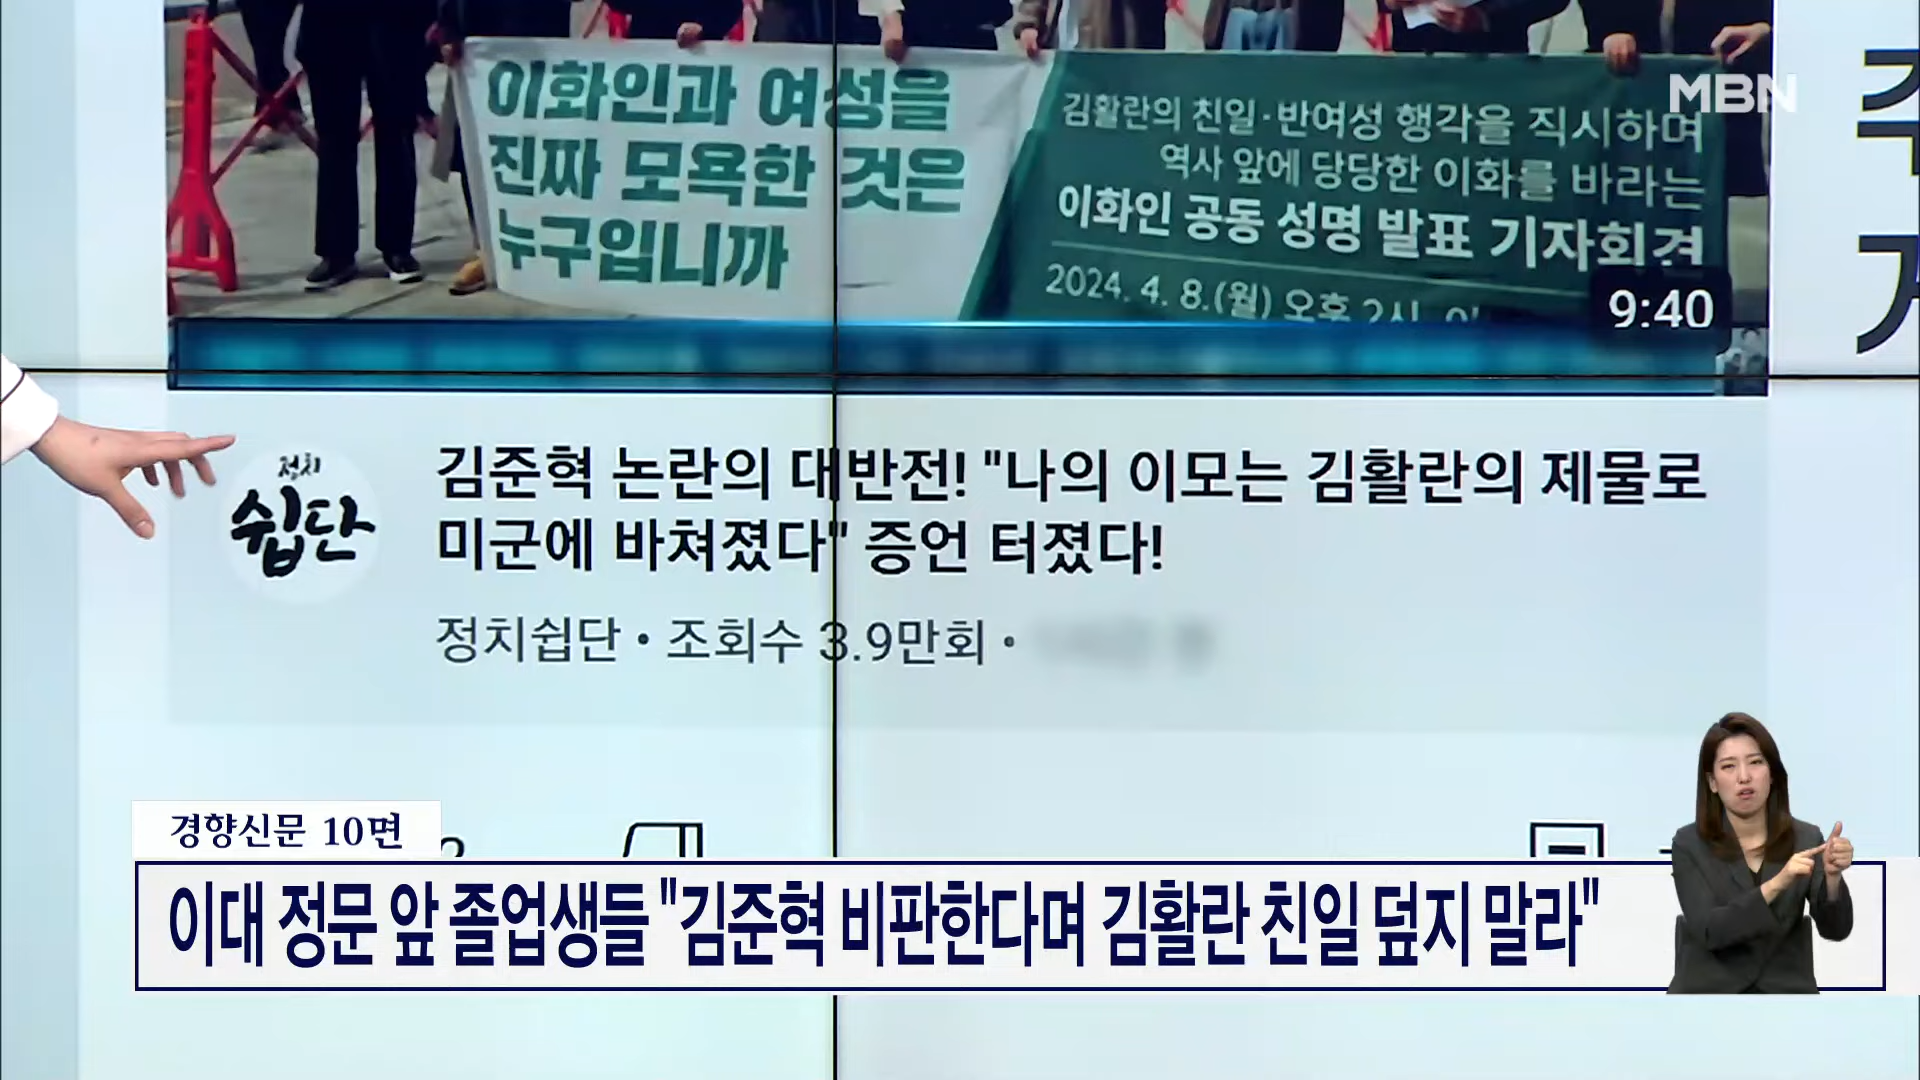 이화인과 여성을
진짜 모욕한 것은
누구입니까
김활란의 친일·반여성 행각을 직시하며
역사 앞에 당당한 이화를 바라는
이화인 공동 성명 발표 기자회견
2024. 4. 8.(월) 오후 2시
MBN
9:40
정치
쉽단
김준혁 논란의 대반전! "나의 이모는 김활란의 제물로
미군에 바쳐졌다" 증언 터졌다!
정치쉽단 • 조회수 3.9만회 •
경향신문 10면
이대 정문 앞 졸업생들 "김준혁 비판한다며 김활란 친일 덮지 말라"